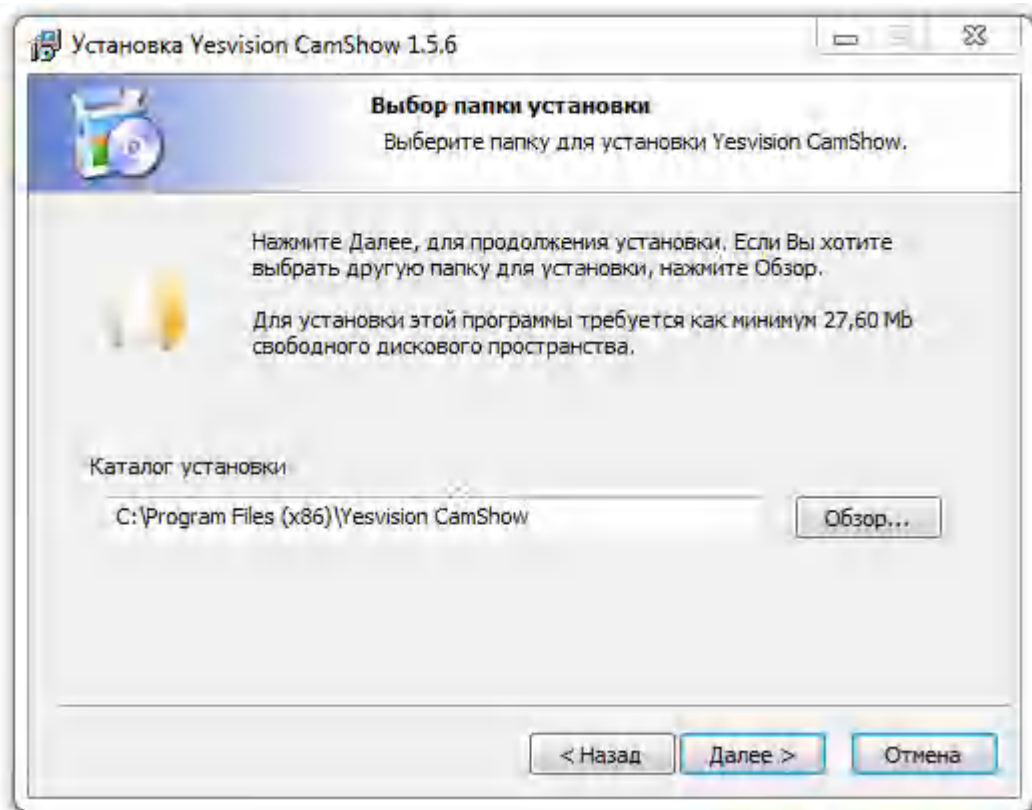 Установка Yesvision CamShow 1.5.6
Выбор папки установки
Выберите папку для установки Yesvision CamShow.
Нажмите Далее, для продолжения установки. Если Вы хотите
выбрать другую папку для установки, нажмите Обзор.
Для установки этой программы требуется как минимум 27,60 Mb
свободного дискового пространства.
Каталог установки
C:\Program Files (x86)\Yesvision CamShow
Обзор...
< Назад
Далее >
Отмена